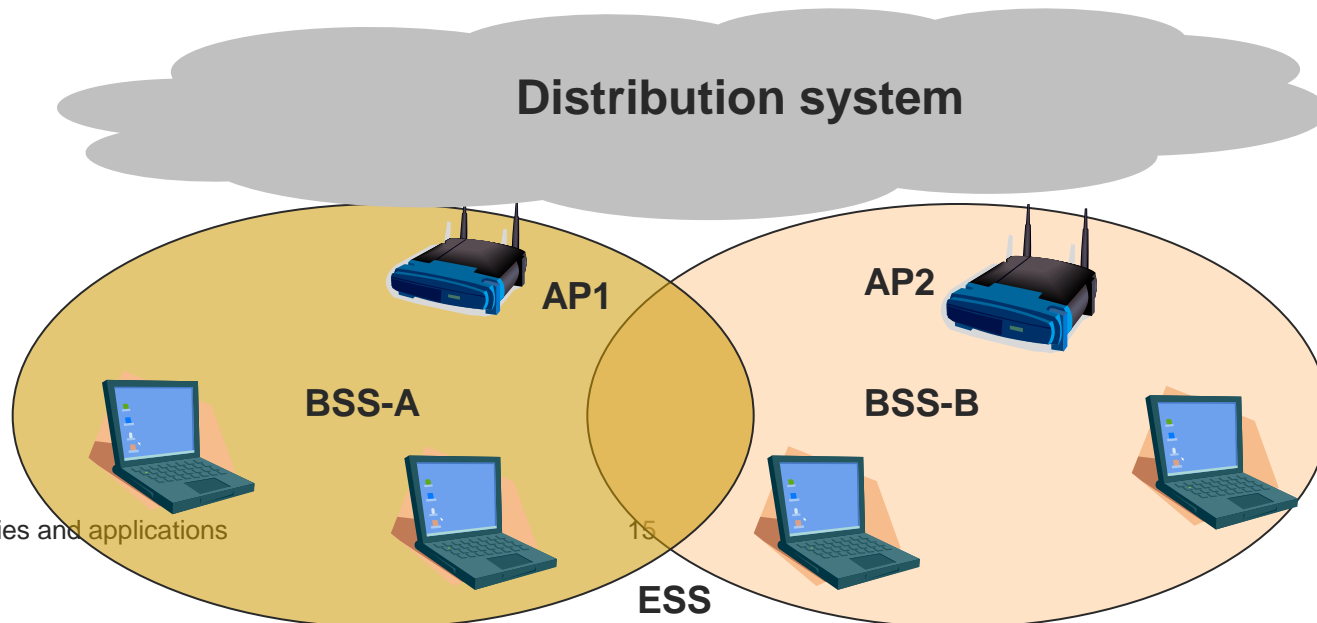 Distribution system
AP1
AP2
BSS-A
BSS-B
ies and applications
15
ESS